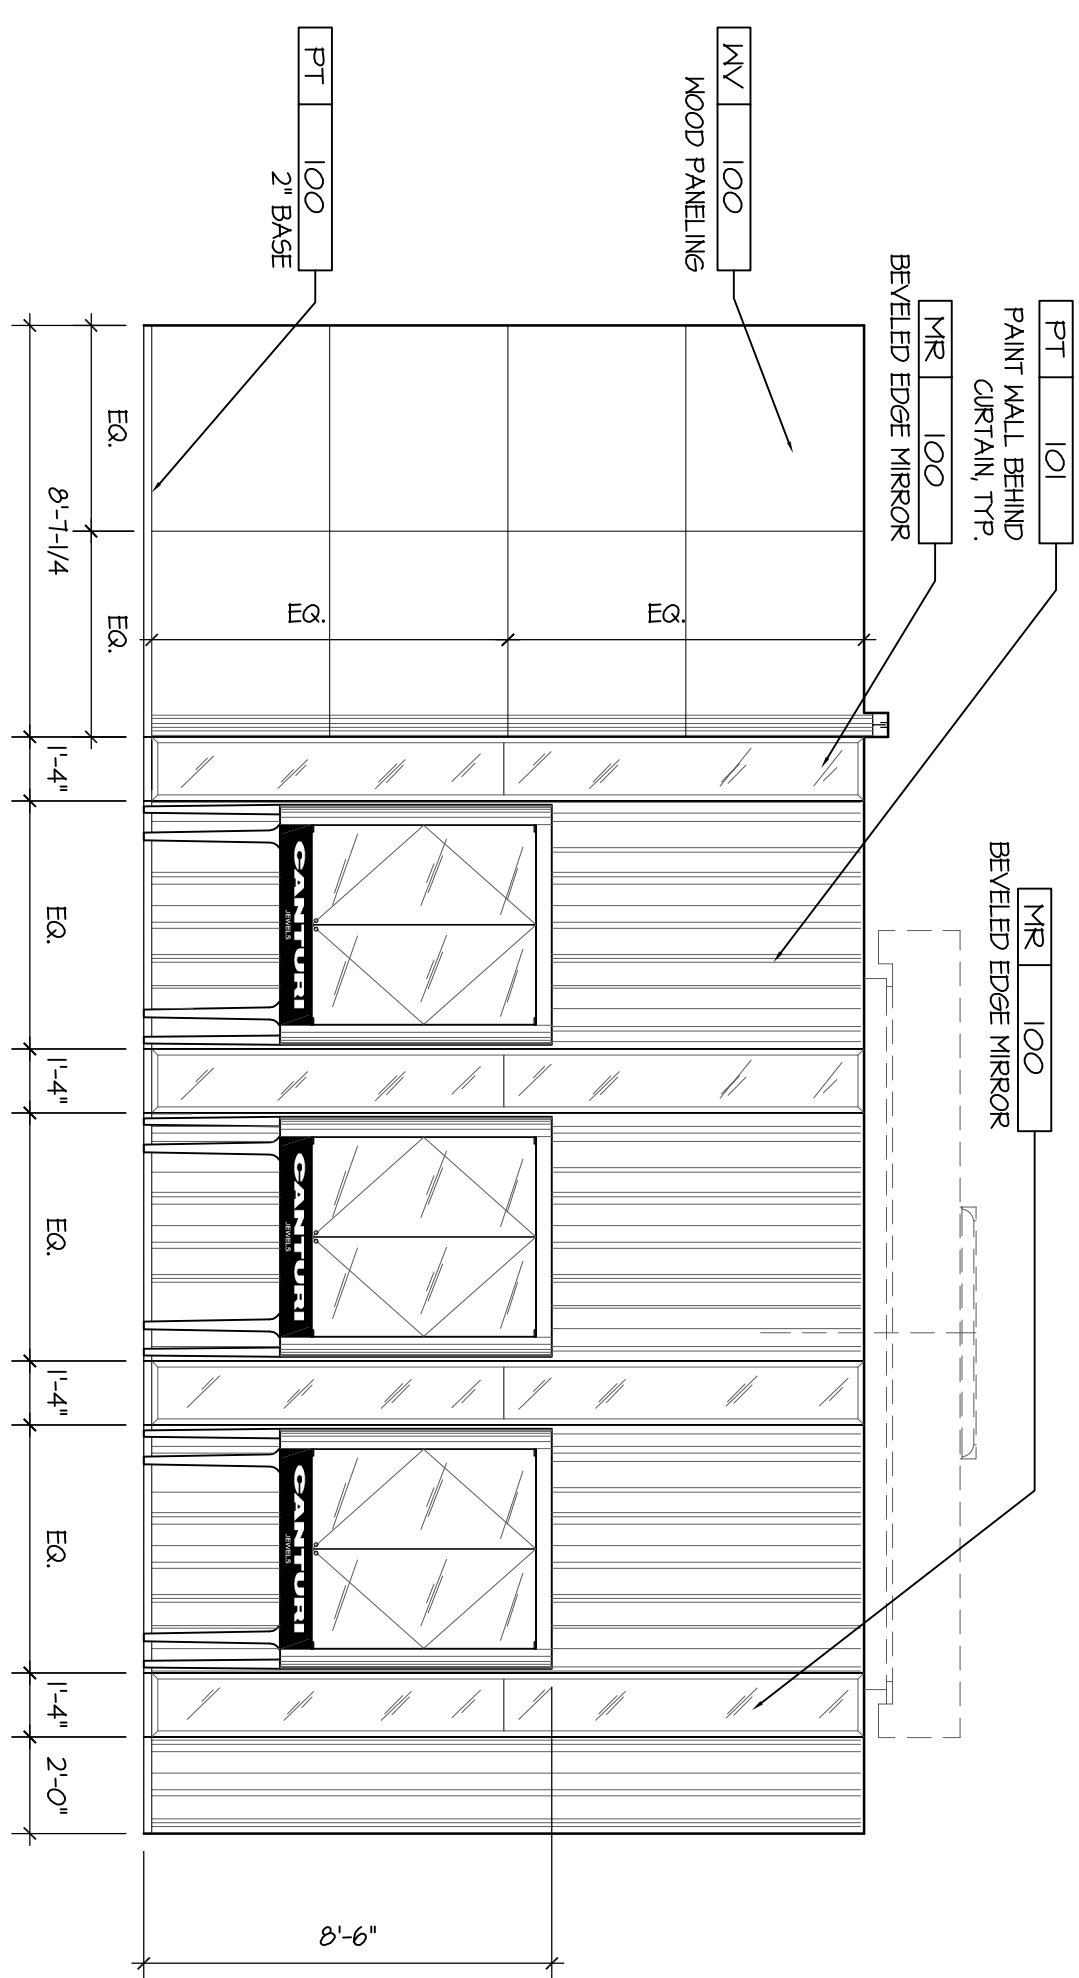 PT 101
PAINT WALL BEHIND
CURTAIN, TYP.
MR 100
BEVELED EDGE MIRROR
MR 100
BEVELED EDGE MIRROR
WV 100
WOOD PANELING
PT 100
2" BASE
EQ.
EQ.
CANTURI
JEWELS
CANTURI
JEWELS
CANTURI
JEWELS
8'-6"
EQ.
EQ.
8'-7-1/4
1'-4"
EQ.
1'-4"
EQ.
1'-4"
EQ.
1'-4"
2'-0"